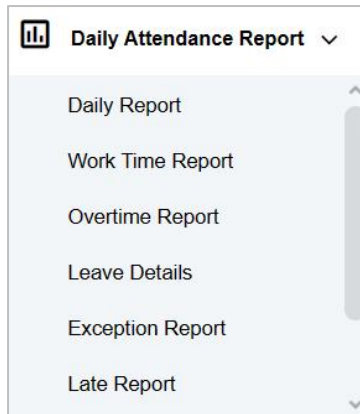 Daily Attendance Report
Daily Report
Work Time Report
Overtime Report
Leave Details
Exception Report
Late Report